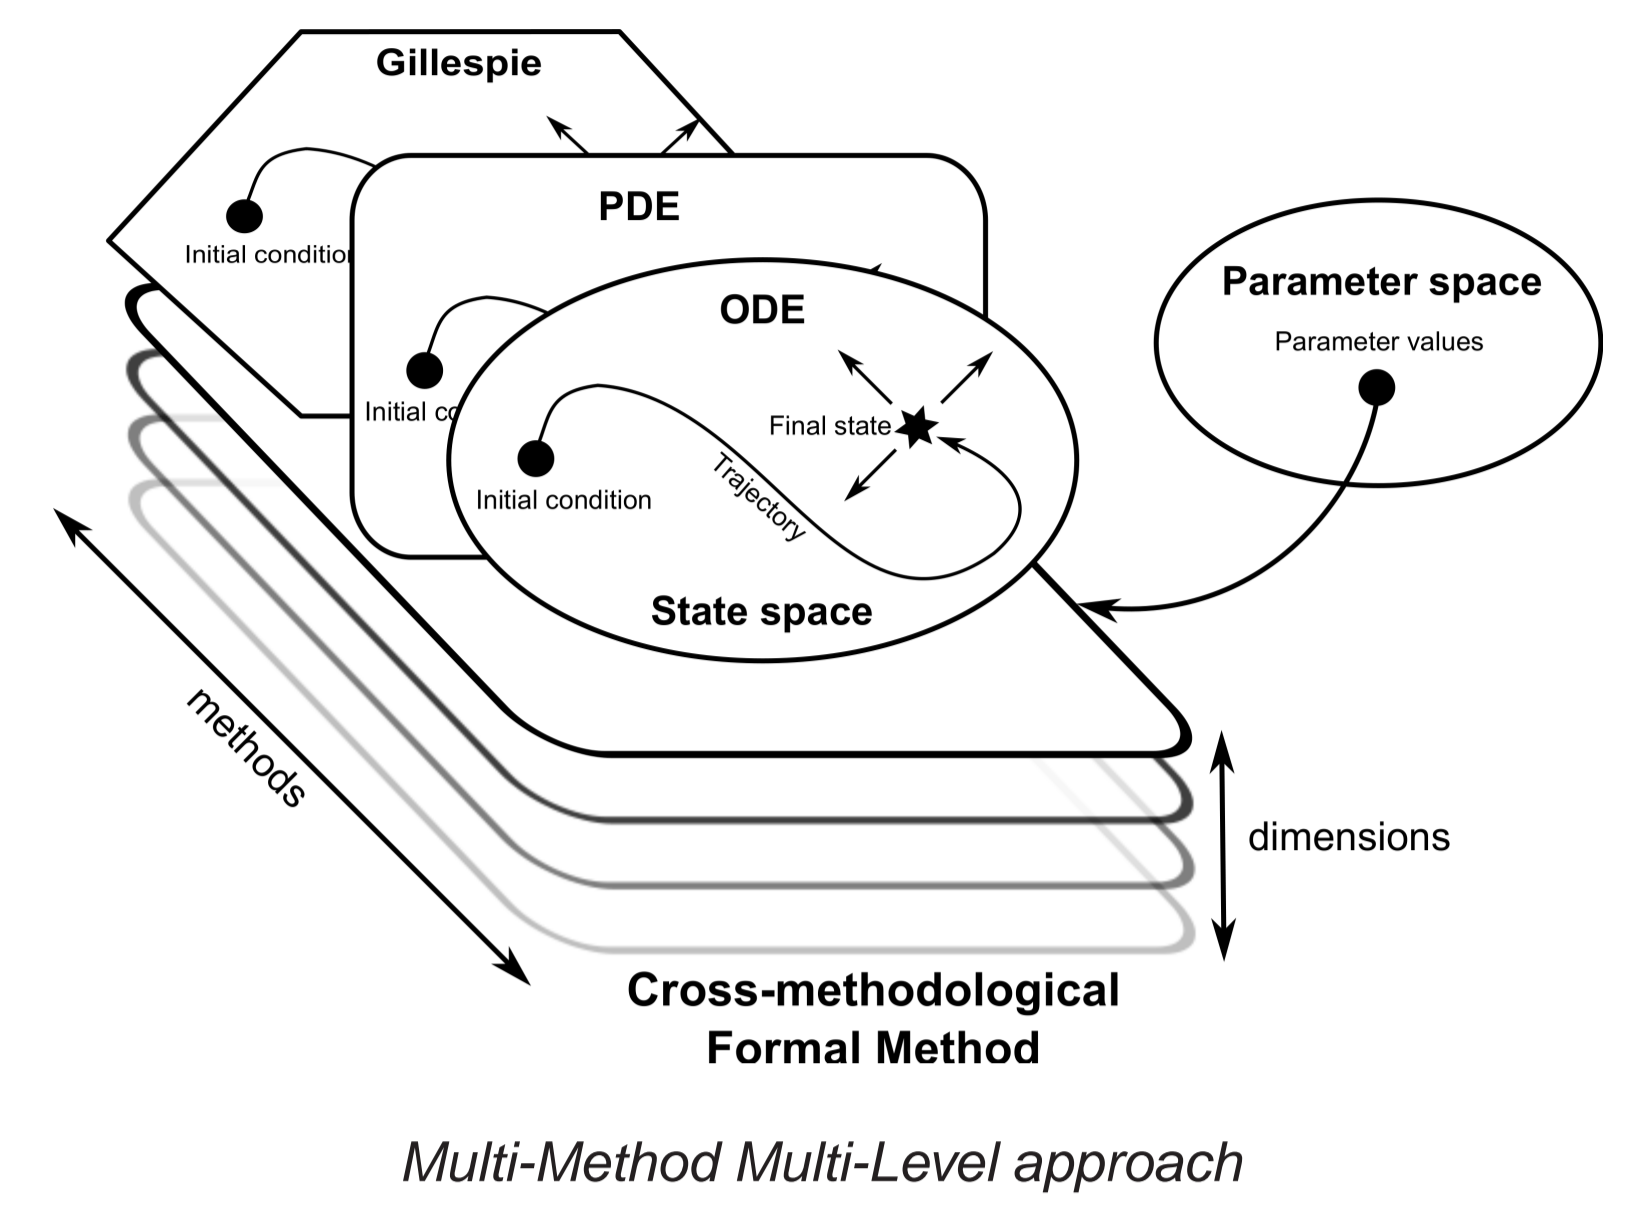 Gillespie
Initial condition
PDE
Initial co
ODE
Final state
Initial condition
Trajectory
State space
Parameter space
Parameter values
methods
dimensions
Cross-methodological
Formal Method
Multi-Method Multi-Level approach